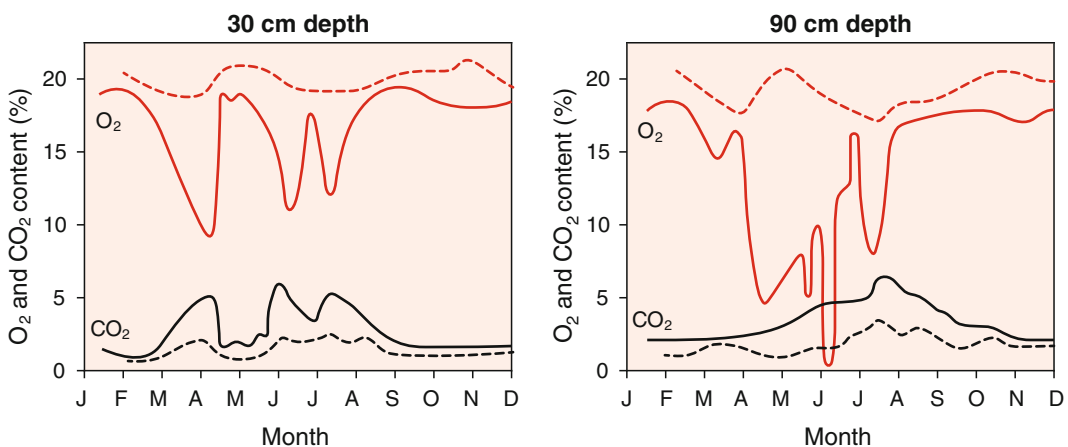 30 cm depth
O₂ and CO₂ content (%)
20
15
10
5
0
O₂
CO₂
J F M A M J J A S O N D
Month
90 cm depth
O₂ and CO₂ content (%)
20
15
10
5
0
O₂
CO₂
J F M A M J J A S O N D
Month